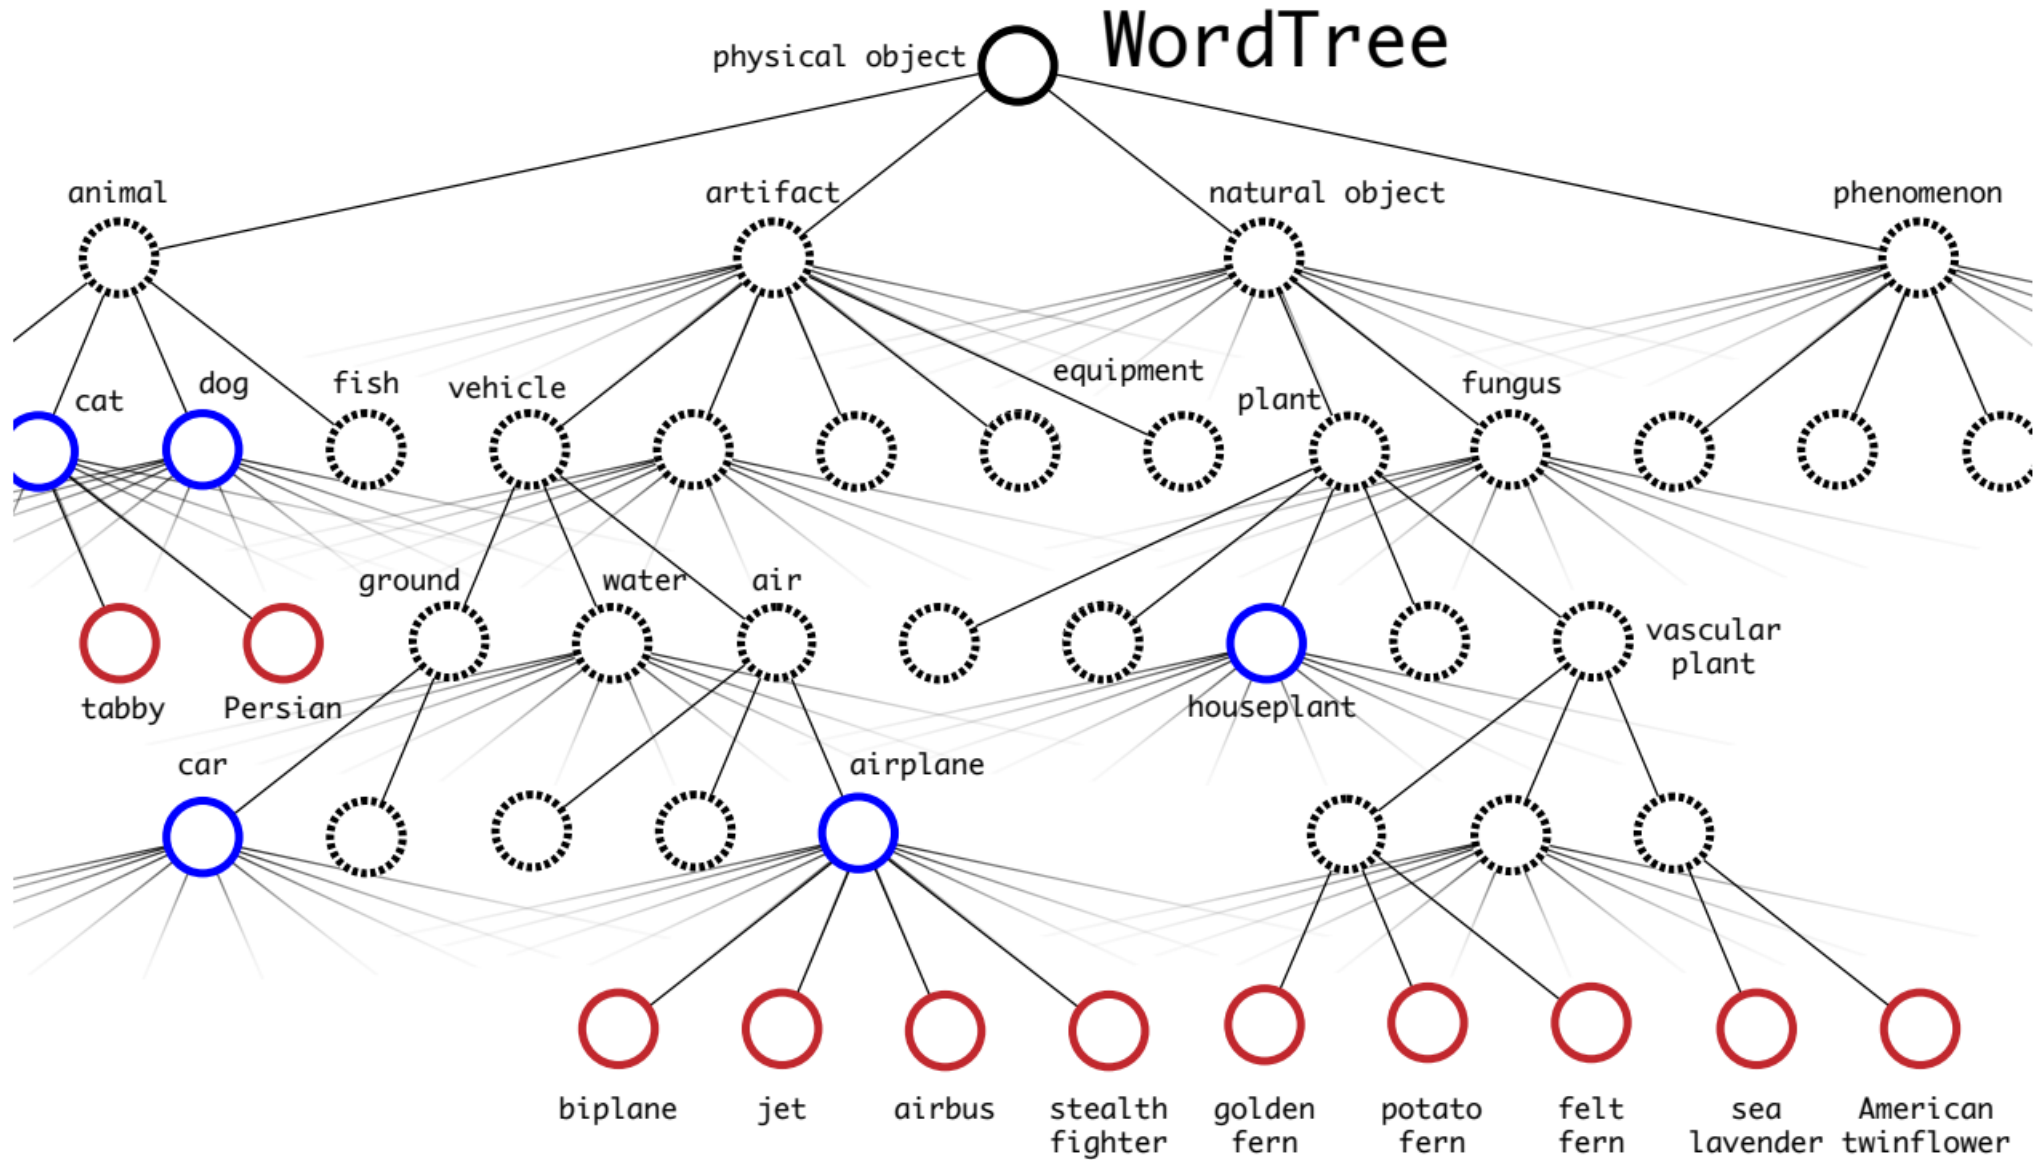 WordTree
physical object
animal
artifact
natural object
phenomenon
cat
dog
fish
vehicle
equipment
plant
fungus
ground
water
air
vascular
plant
tabby
Persian
houseplant
car
airplane
biplane
jet
airbus
stealth
fighter
golden
fern
potato
fern
felt
fern
sea
lavender
American
twinflower